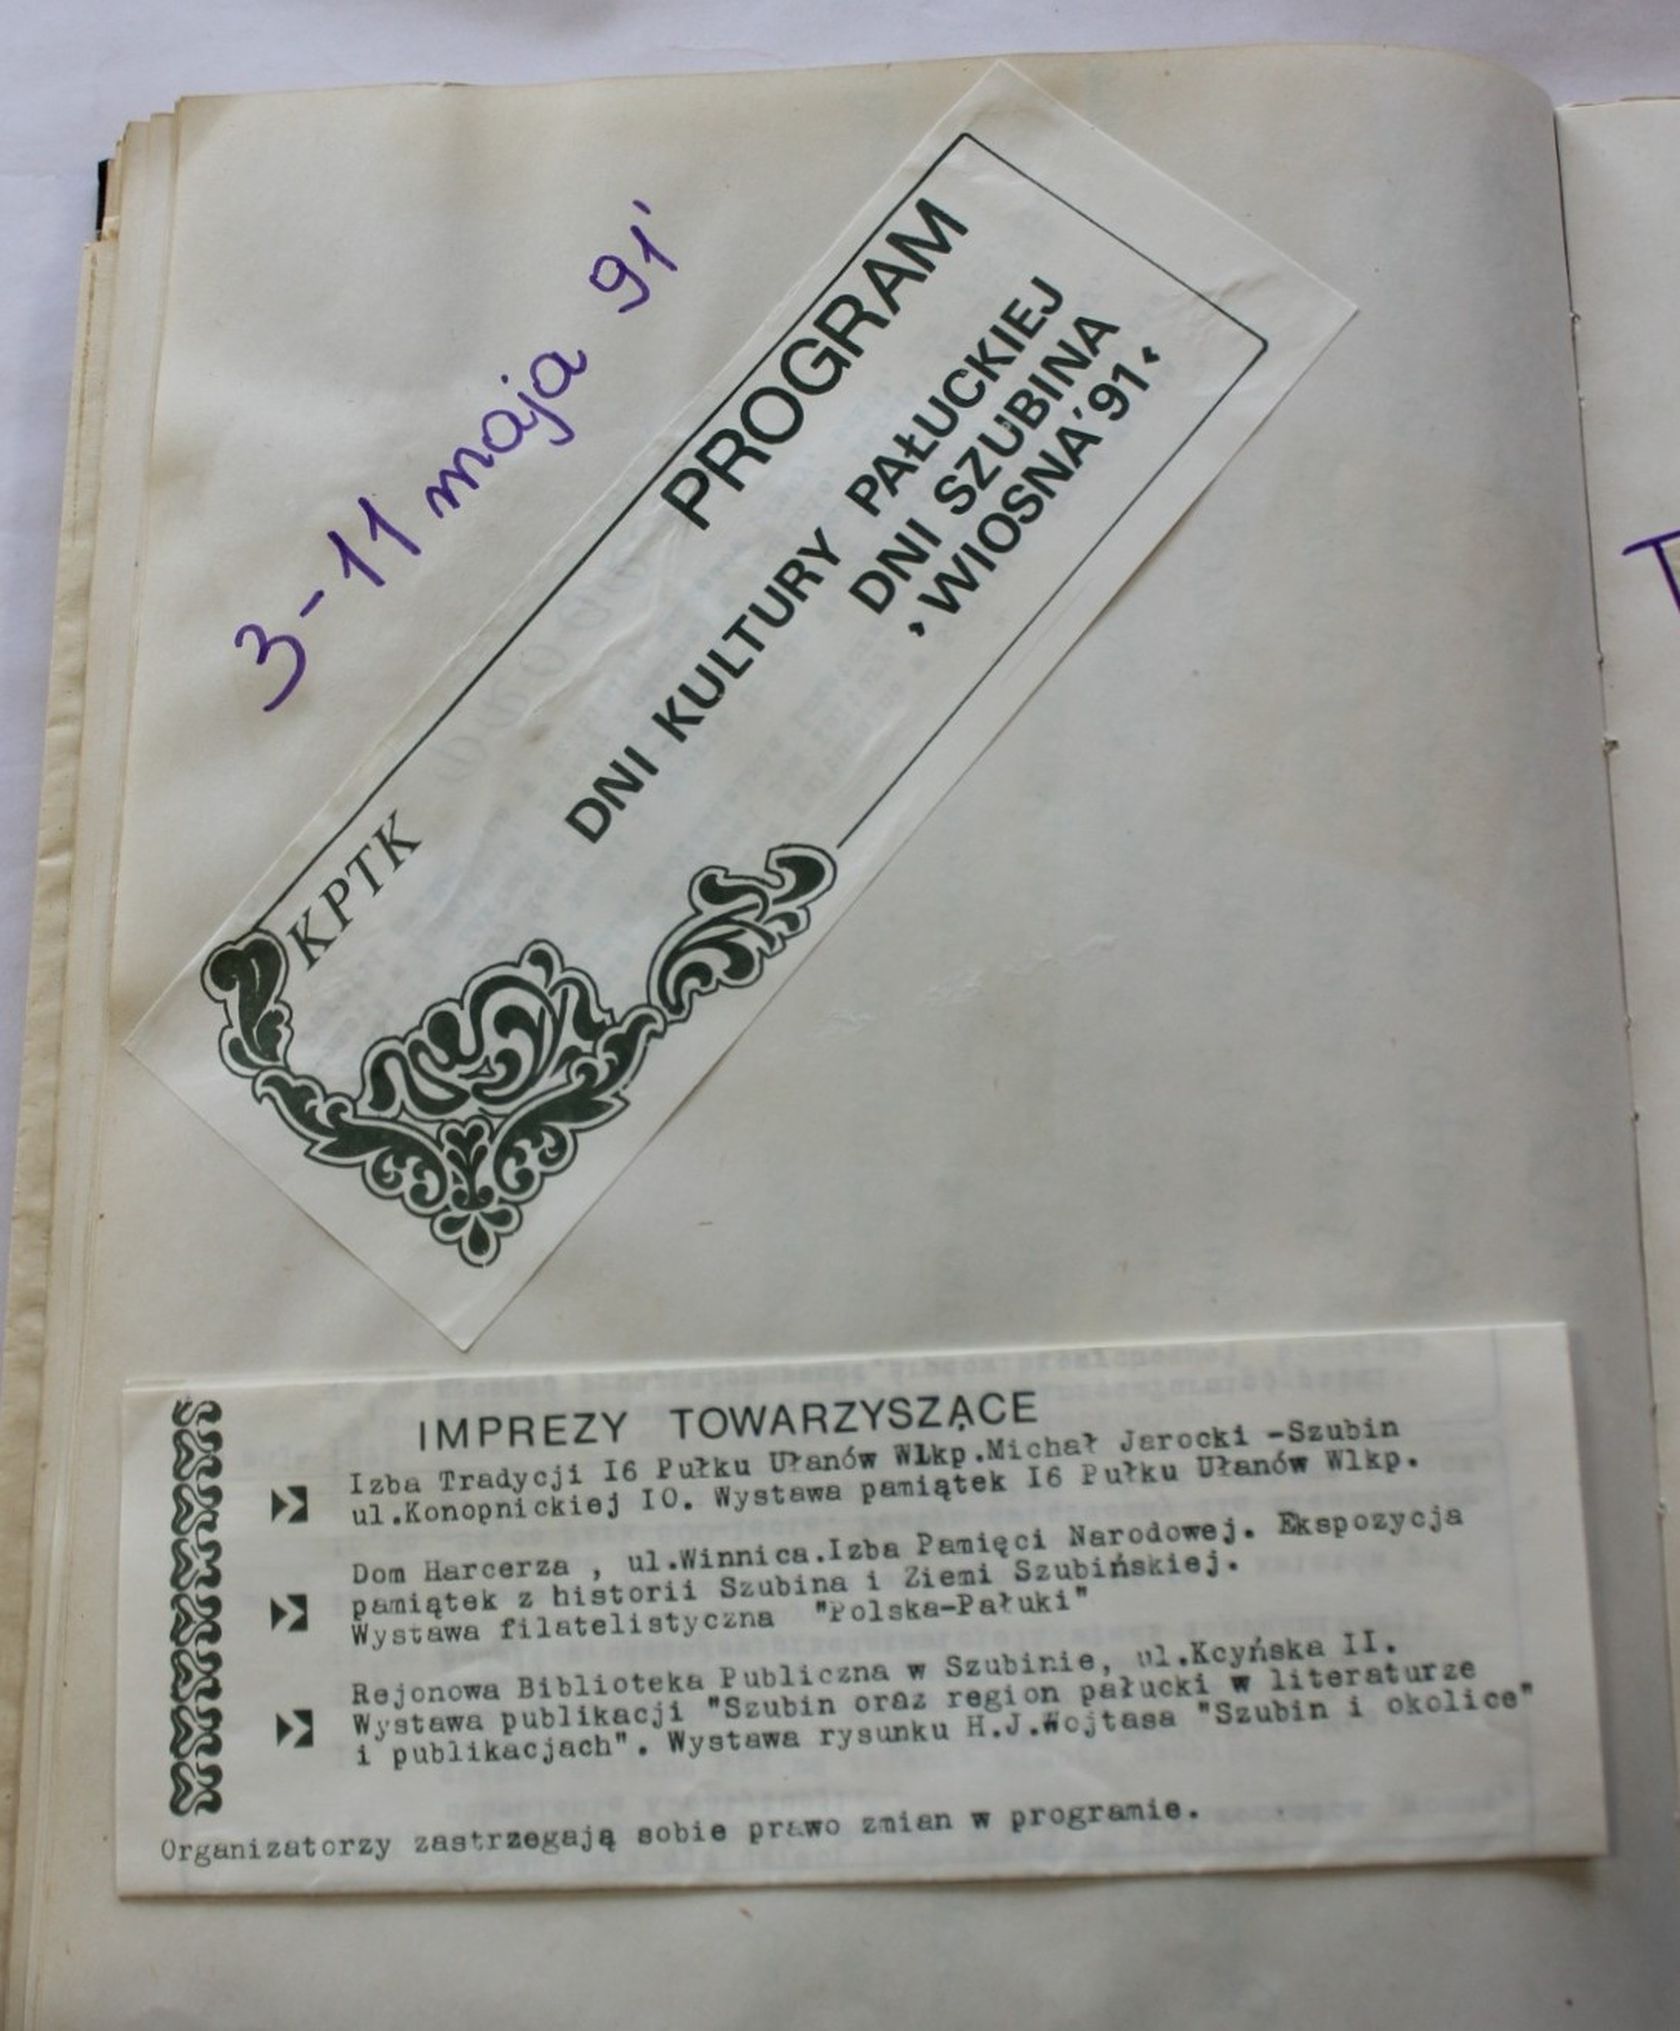 3-11 maja 91'
PROGRAM
KPTK
DNI KULTURY PAŁUCKIEJ
DNI SZUBINA
"WIOSNA'91"
IMPREZY TOWARZYSZĄCE
Izba Tradycji I6 Pułku Ułanów Wlkp.Michał Jarocki -Szubin
ul.Konopnickiej IO. Wystawa pamiątek I6 Pułku Ułanów Wlkp.
Dom Harcerza , ul.Winnica.Izba Pamięci Narodowej. Ekspozycja
pamiątek z historii Szubina i Ziemi Szubińskiej.
Wystawa filatelistyczna "Polska-Pałuki"
Rejonowa Biblioteka Publiczna w Szubinie, ul.Kcyńska II.
Wystawa publikacji "Szubin oraz region pałucki w literaturze
i publikacjach". Wystawa rysunku H.J.Wojtasa "Szubin i okolice"
Organizatorzy zastrzegają sobie prawo zmian w programie.